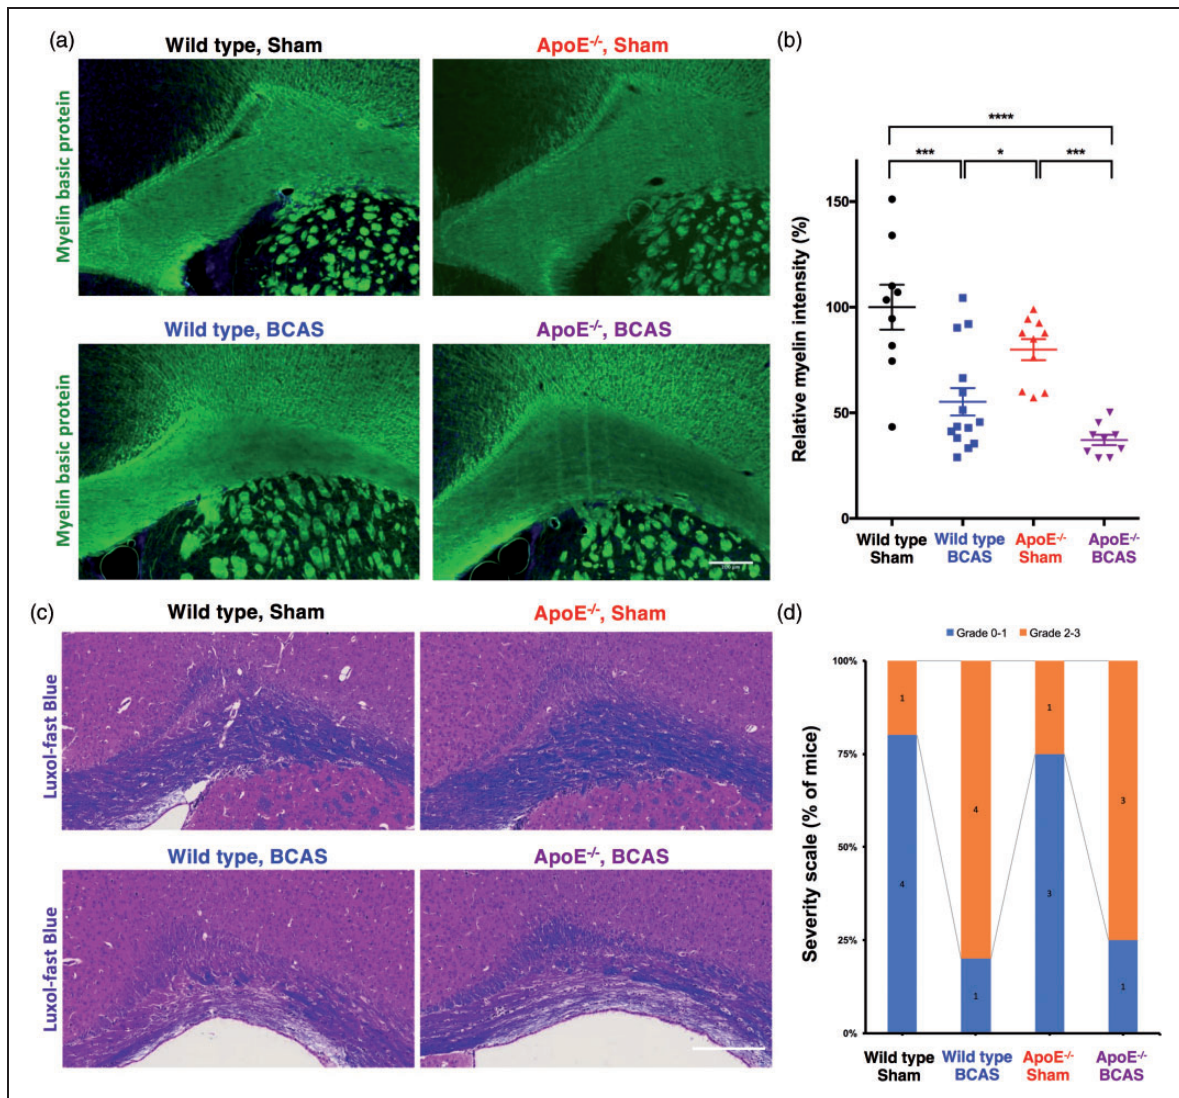 (a)
Wild type, Sham
ApoE-/-, Sham
Myelin basic protein
Wild type, BCAS
ApoE-/-, BCAS
Myelin basic protein
(b)
****
*** * ***
Relative myelin intensity (%)
150
100
50
0
Wild type Sham
Wild type BCAS
ApoE-/- Sham
ApoE-/- BCAS
(c)
Wild type, Sham
ApoE-/-, Sham
Luxol-fast Blue
Wild type, BCAS
ApoE-/-, BCAS
Luxol-fast Blue
(d)
Grade 0-1 Grade 2-3
Severity scale (% of mice)
100%
75%
50%
25%
0%
1
4
4
1
1
3
3
1
Wild type Sham
Wild type BCAS
ApoE-/- Sham
ApoE-/- BCAS